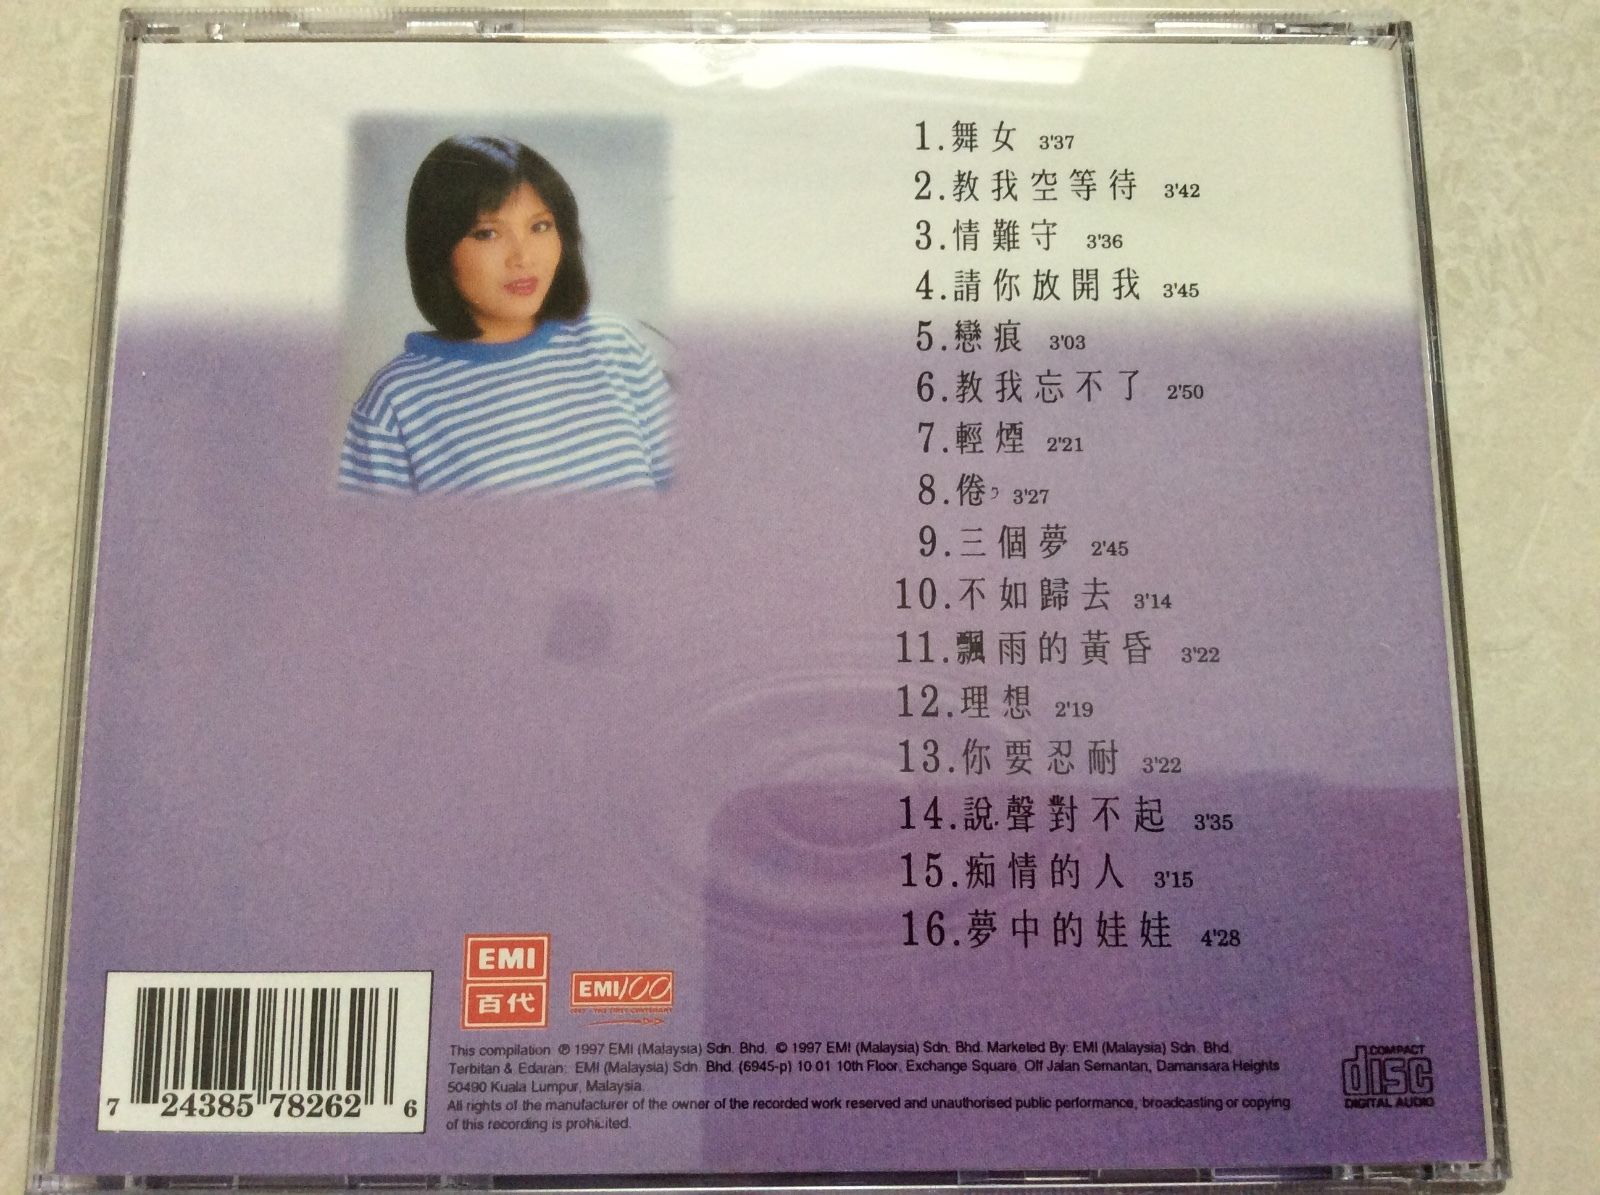 1.舞女 3'37
2.教我空等待 3'42
3.情難守 3'36
4.請你放開我 3'45
5.戀痕 3'03
6.教我忘不了 2'50
7.輕煙 2'21
8.倦, 3'27
9.三個夢 2'45
10.不如歸去 3'14
11.飄雨的黃昏 3'22
12.理想 2'19
13.你要忍耐 3'22
14.說聲對不起 3'35
15.痴情的人 3'15
16.夢中的娃娃 4'28
EMI
百代
EMI100
1997 - THE FIRST CENTENARY
This compilation ℗ 1997 EMI (Malaysia) Sdn. Bhd. © 1997 EMI (Malaysia) Sdn. Bhd. Marketed By: EMI (Malaysia) Sdn. Bhd.
Terbitan & Edaran: EMI (Malaysia) Sdn. Bhd. (6945-p) 10 01 10th Floor, Exchange Square, Off Jalan Semantan, Damansara Heights
50490 Kuala Lumpur, Malaysia.
All rights of the manufacturer of the owner of the recorded work reserved and unauthorised public performance, broadcasting or copying
of this recording is prohibited.
7 24385 78262 6
COMPACT
disc
DIGITAL AUDIO